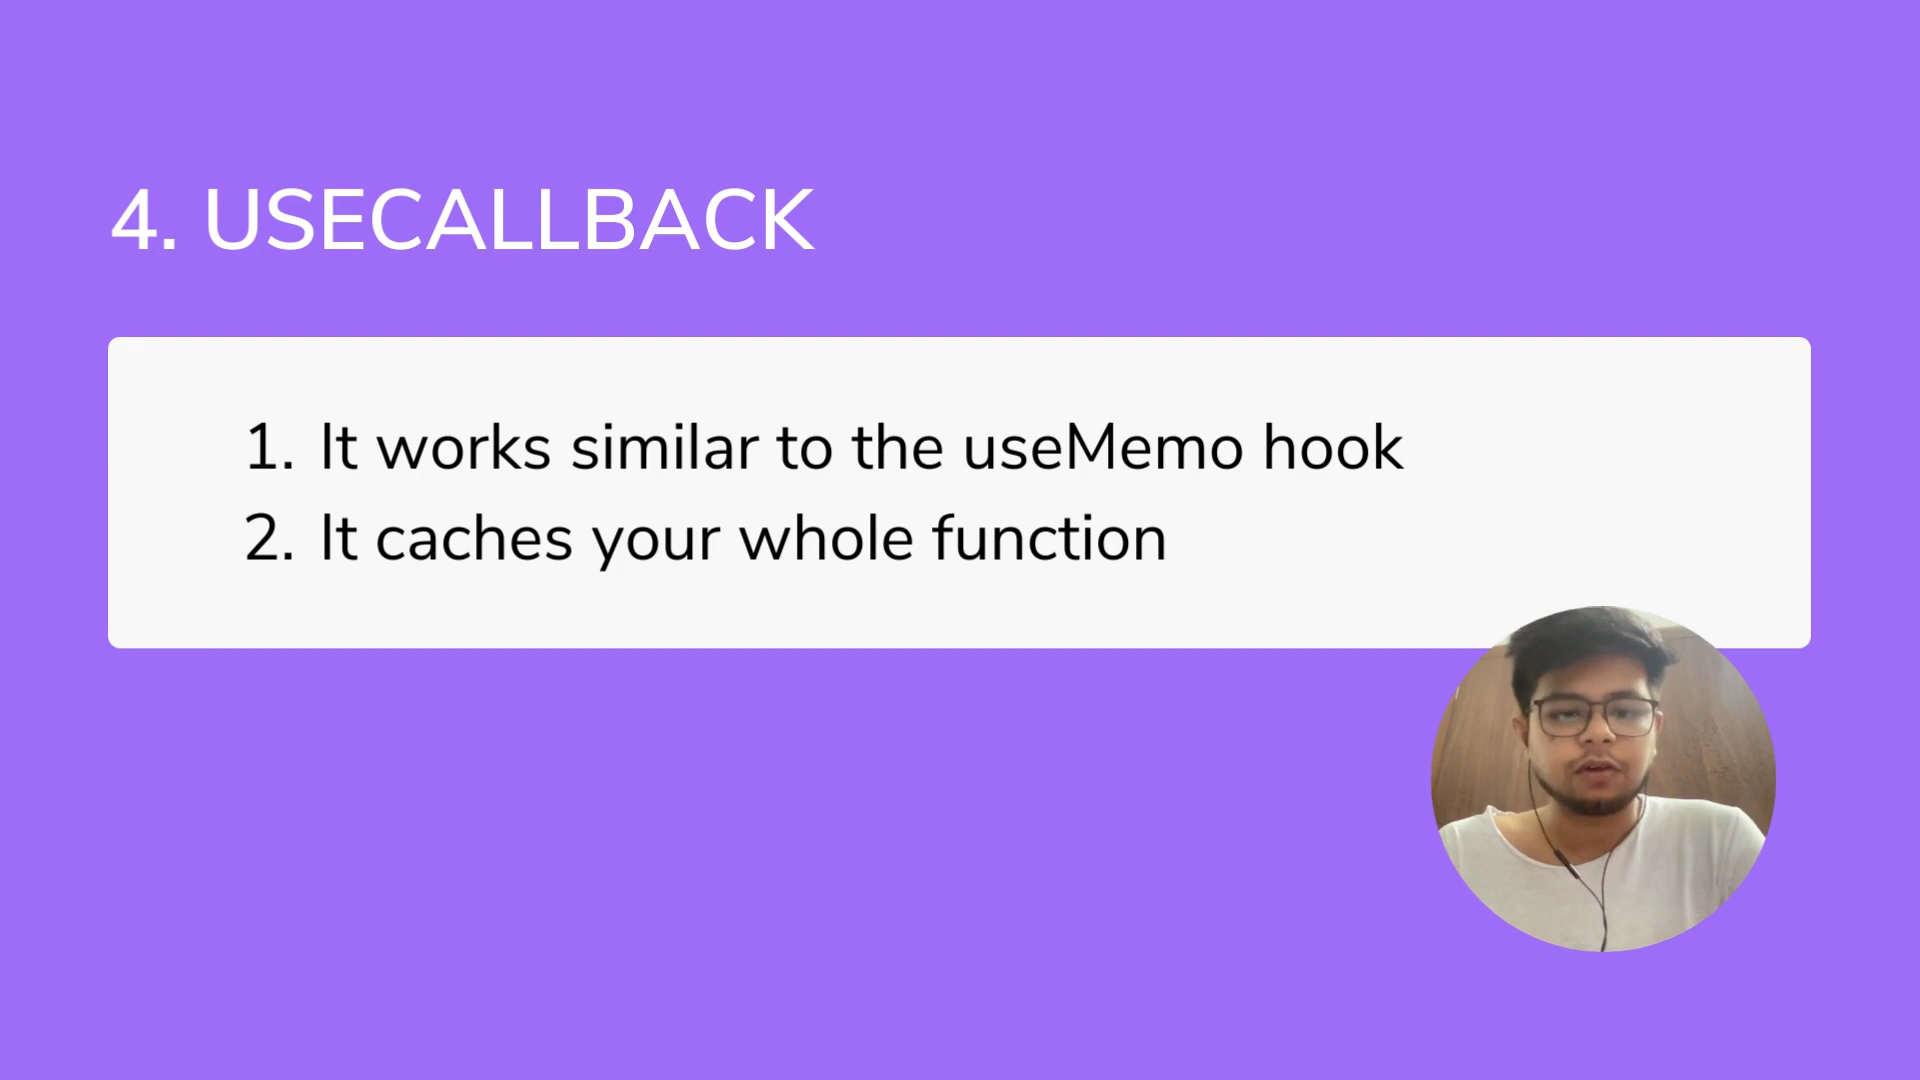 4. USECALLBACK
1. It works similar to the useMemo hook
2. It caches your whole function